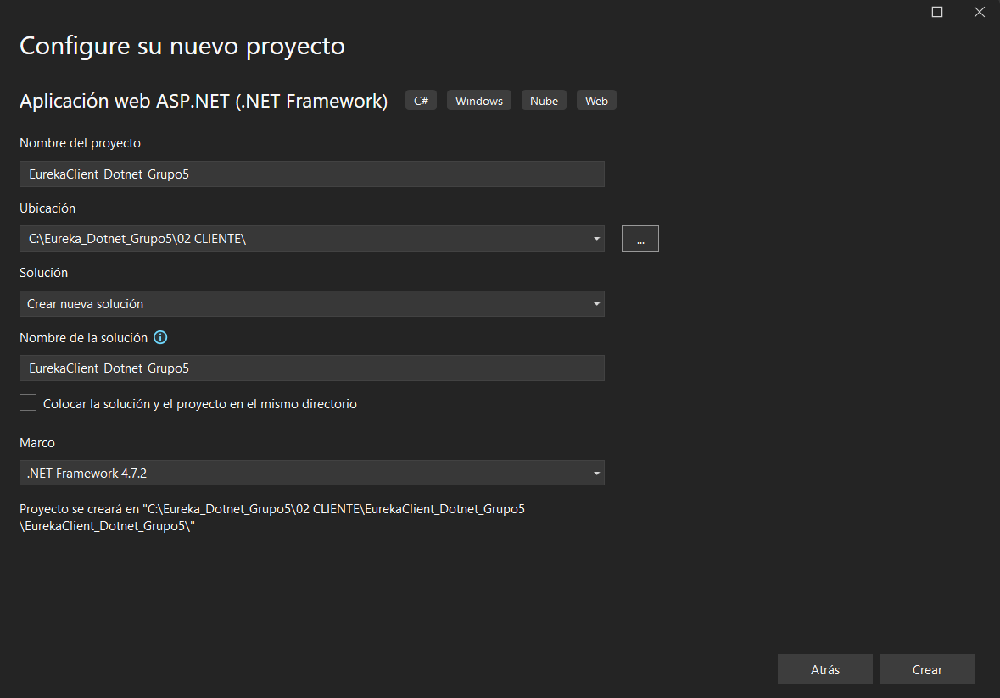 Configure su nuevo proyecto
Aplicación web ASP.NET (.NET Framework) C# Windows Nube Web
Nombre del proyecto
EurekaClient_Dotnet_Grupo5
Ubicación
C:\Eureka_Dotnet_Grupo5\02 CLIENTE\ ...
Solución
Crear nueva solución
Nombre de la solución
EurekaClient_Dotnet_Grupo5
Colocar la solución y el proyecto en el mismo directorio
Marco
.NET Framework 4.7.2
Proyecto se creará en "C:\Eureka_Dotnet_Grupo5\02 CLIENTE\EurekaClient_Dotnet_Grupo5
\EurekaClient_Dotnet_Grupo5\"
Atrás Crear